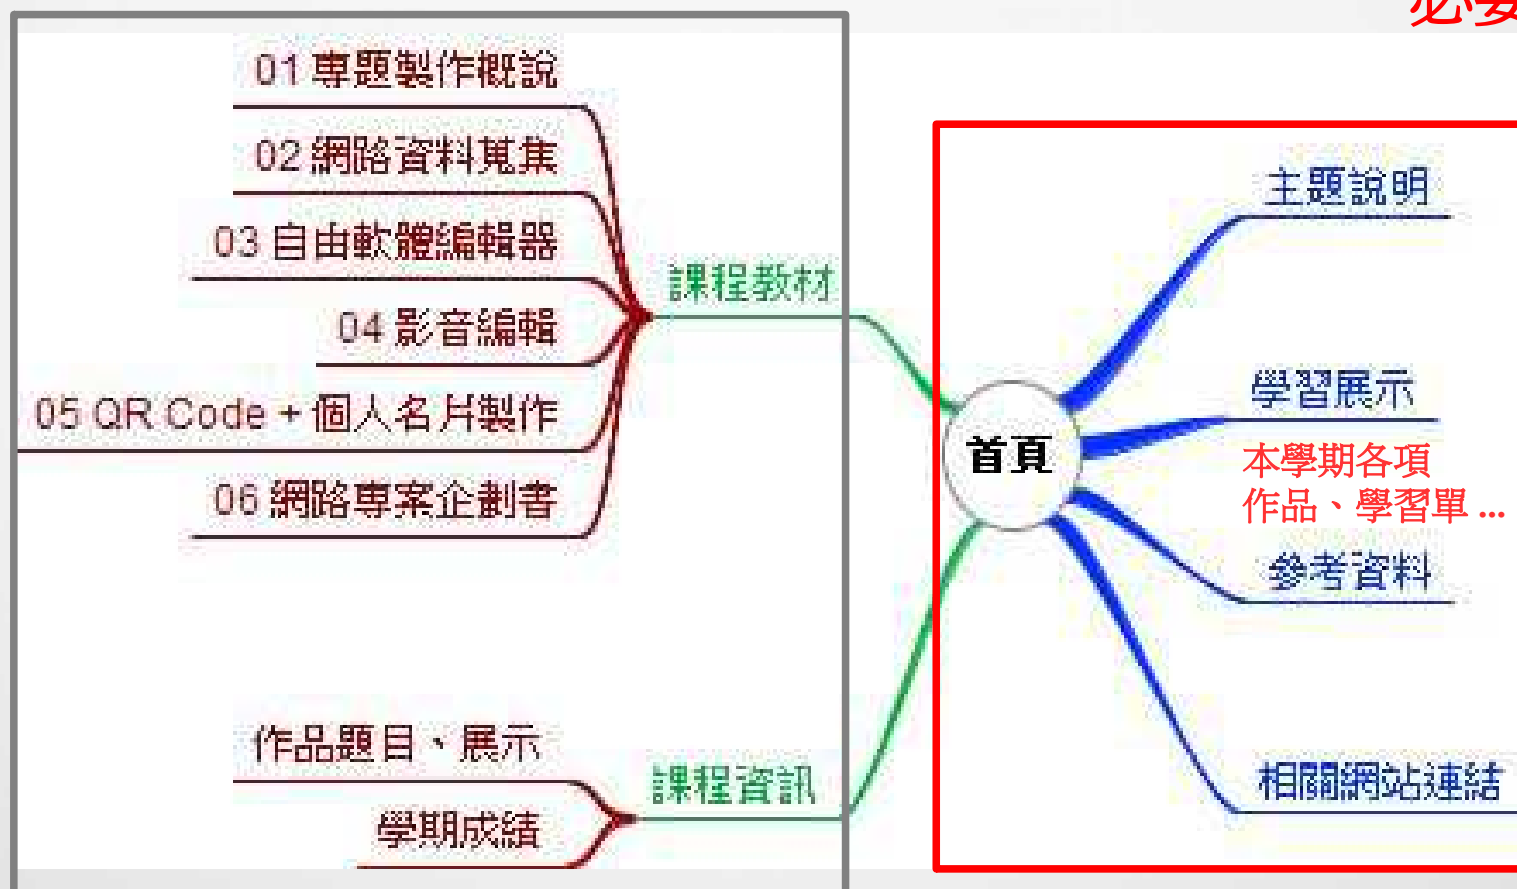 必要
01 專題製作概說
02 網路資料蒐集
03 自由軟體編輯器
04 影音編輯
05 QR Code + 個人名片製作
06 網路專案企劃書
課程教材
作品題目、展示
學期成績
課程資訊
首頁
主題說明
學習展示
本學期各項
作品、學習單 ...
參考資料
相關網站連結